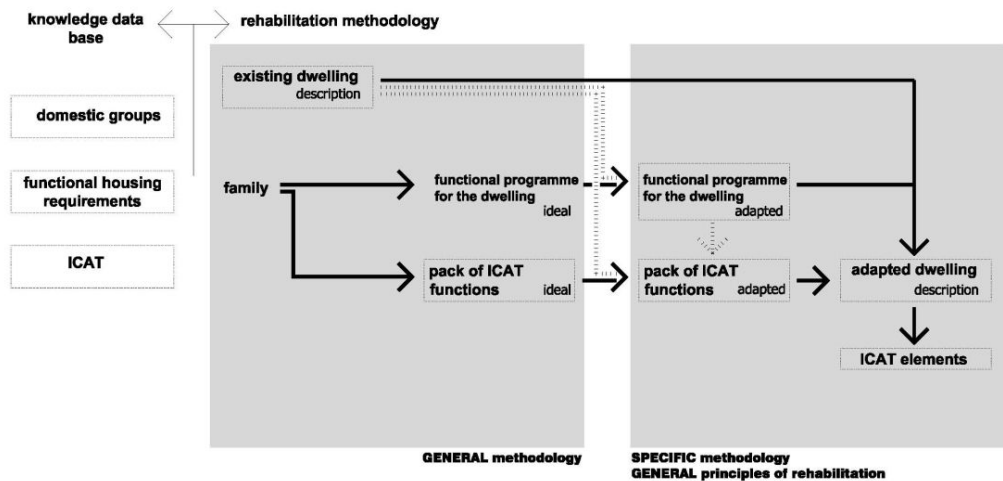 knowledge data
base
rehabilitation methodology
domestic groups
functional housing
requirements
ICAT
existing dwelling
description
family
functional programme
for the dwelling
ideal
pack of ICAT
functions
ideal
functional programme
for the dwelling
adapted
pack of ICAT
functions
adapted
adapted dwelling
description
ICAT elements
GENERAL methodology
SPECIFIC methodology
GENERAL principles of rehabilitation